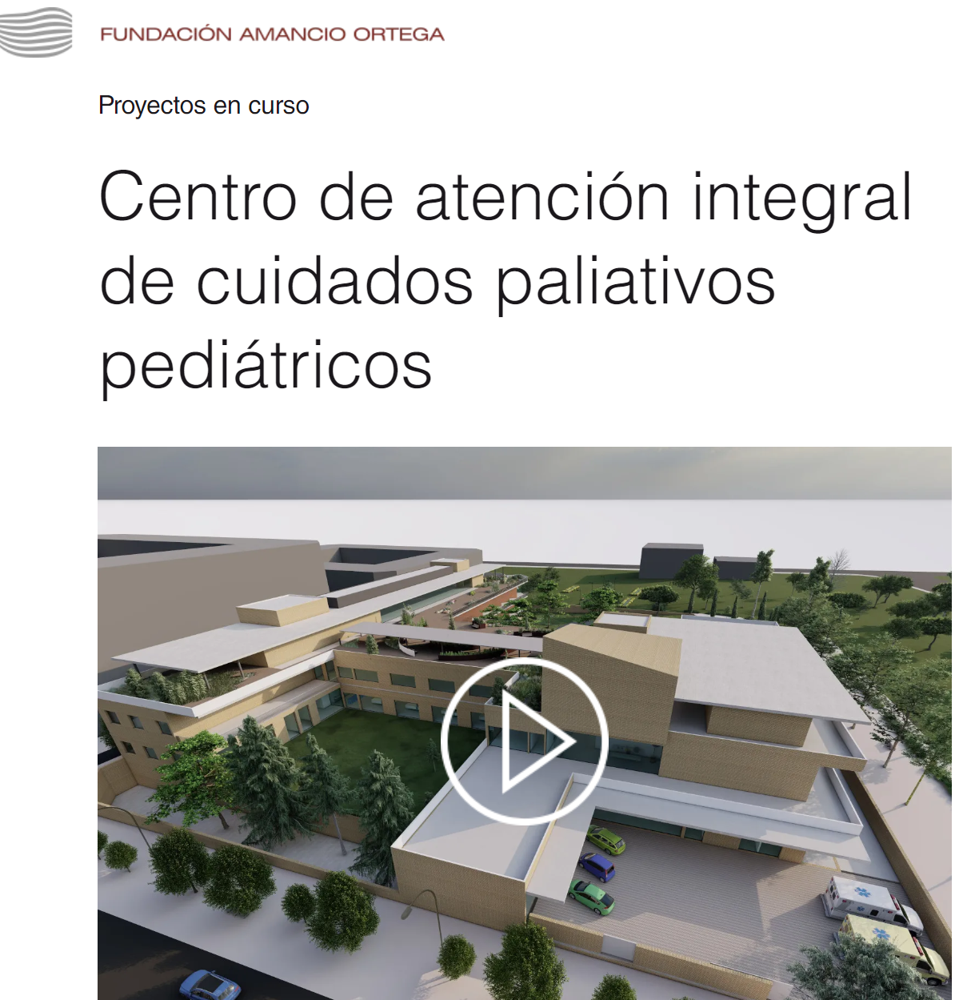 FUNDACIÓN AMANCIO ORTEGA
Proyectos en curso
Centro de atención integral
de cuidados paliativos
pediátricos